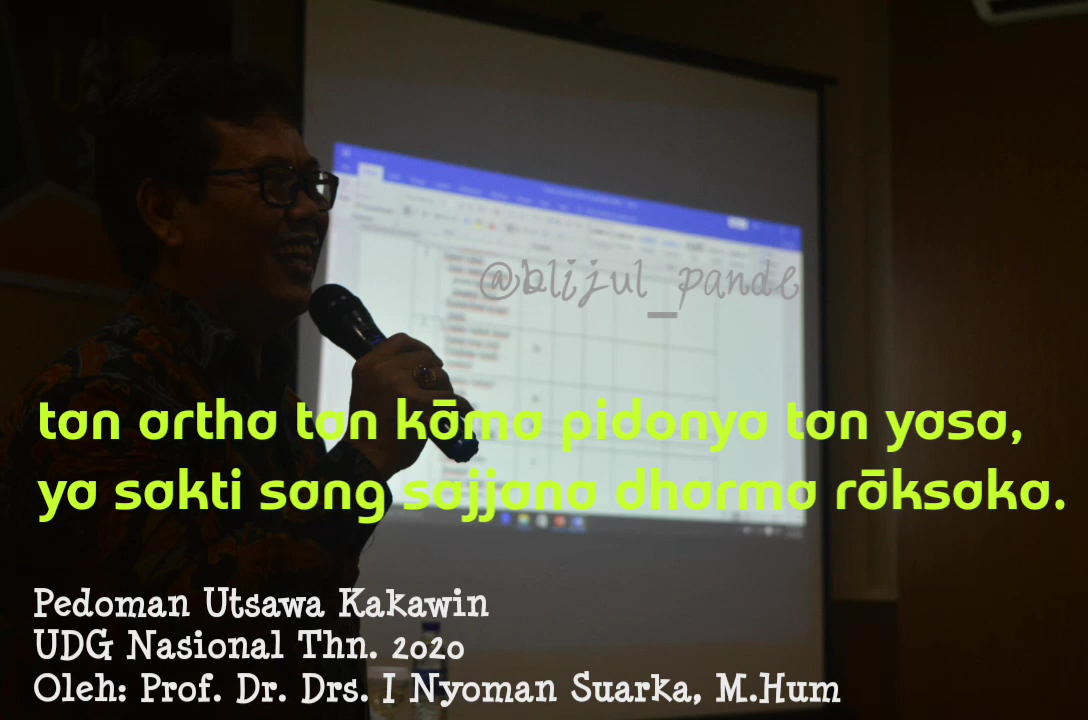 @blijul_pande
tan artha tan kāma pidonya tan yasa,
ya sakti sang sajjana dharma rāksaka.
Pedoman Utsawa Kakawin
UDG Nasional Thn. 2020
Oleh: Prof. Dr. Drs. I Nyoman Suarka, M.Hum